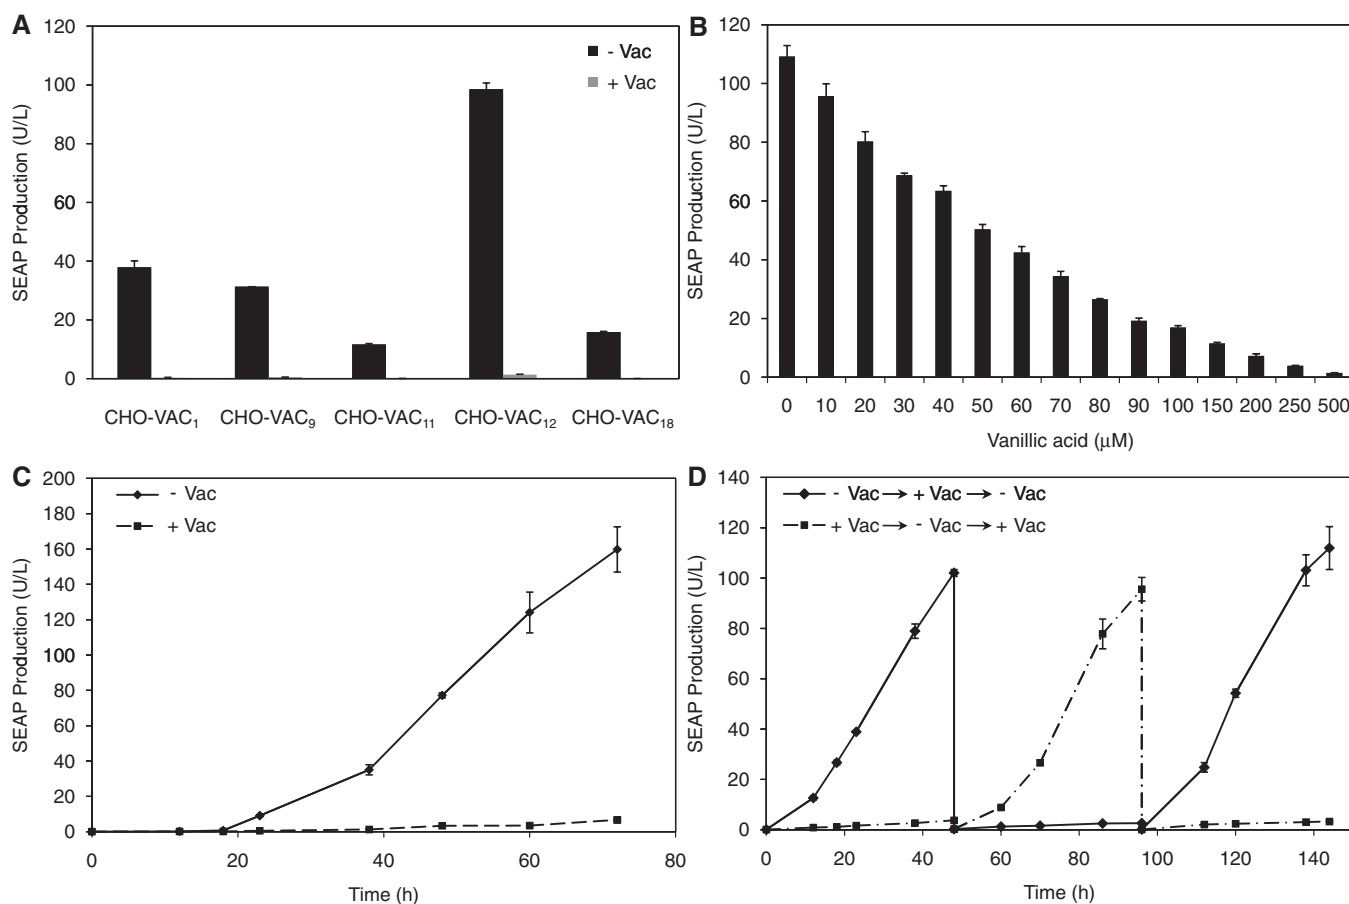 A
SEAP Production (U/L)
120
100
80
60
40
20
0
- Vac
+ Vac
CHO-VAC₁ CHO-VAC₉ CHO-VAC₁₁ CHO-VAC₁₂ CHO-VAC₁₈
B
SEAP Production (U/L)
120
100
80
60
40
20
0
0 10 20 30 40 50 60 70 80 90 100 150 200 250 500
Vanillic acid (μM)
C
SEAP Production (U/L)
200
180
160
140
120
100
80
60
40
20
0
- Vac
+ Vac
0 20 40 60 80
Time (h)
D
SEAP Production (U/L)
140
120
100
80
60
40
20
0
- Vac → + Vac → - Vac
+ Vac → - Vac → + Vac
0 20 40 60 80 100 120 140
Time (h)